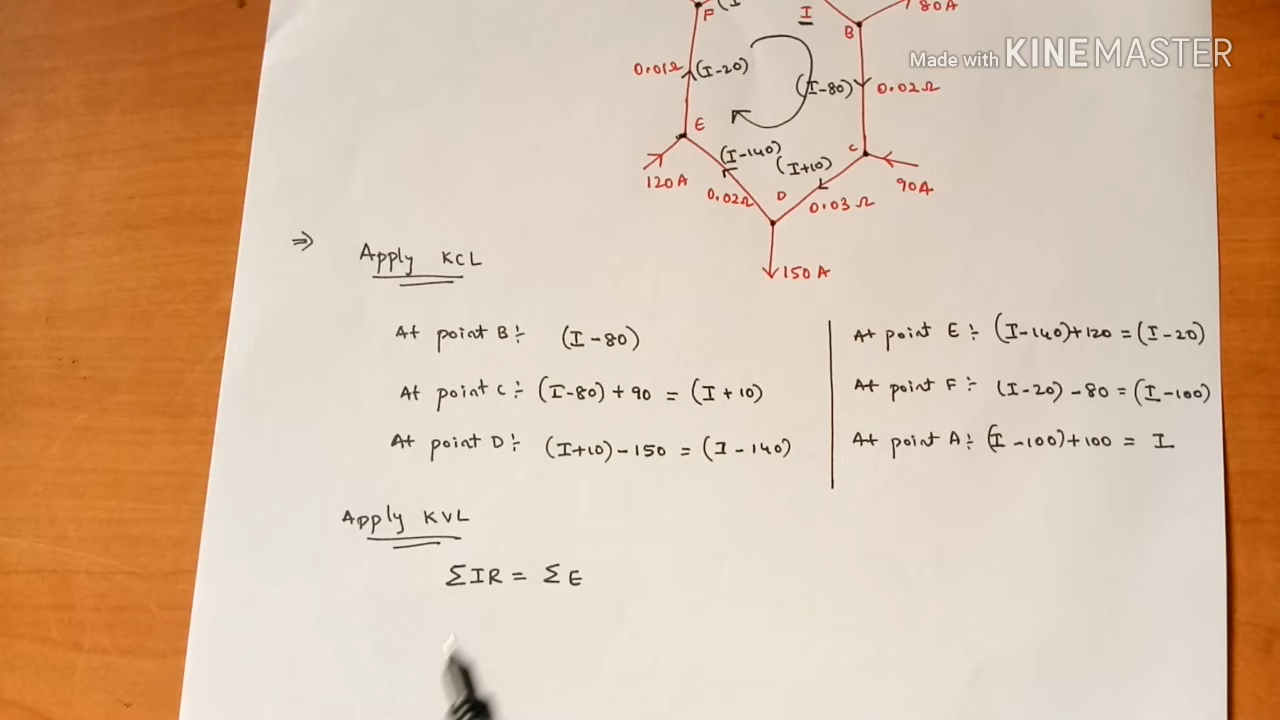 80A
I
F
(I
B
Made with KINEMASTER
0.01Ω
(I-20)
(I-80)
0.02Ω
E
C
(I-140)
(I+10)
120A
90A
D
0.02Ω
0.03Ω
150A
⇒ Apply KCL
At point B:- (I-80)
At point C:- (I-80)+90 = (I+10)
At point D:- (I+10)-150 = (I-140)
At point E:- (I-140)+120 = (I-20)
At point F:- (I-20)-80 = (I-100)
At point A:- (I-100)+100 = I
Apply KVL
ΣIR = ΣE